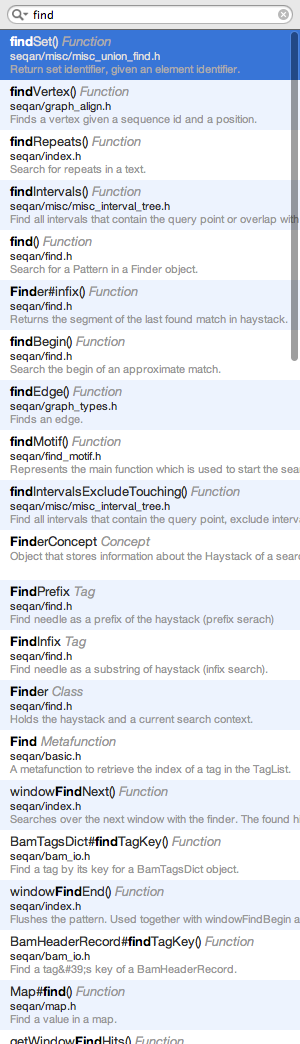 find
findSet() Function
seqan/misc/misc_union_find.h
Return set identifier, given an element identifier.
findVertex() Function
seqan/graph_align.h
Finds a vertex given a sequence id and a position.
findRepeats() Function
seqan/index.h
Search for repeats in a text.
findIntervals() Function
seqan/misc/misc_interval_tree.h
Find all intervals that contain the query point or overlap with
find() Function
seqan/find.h
Search for a Pattern in a Finder object.
Finder#infix() Function
seqan/find.h
Returns the segment of the last found match in haystack.
findBegin() Function
seqan/find.h
Search the begin of an approximate match.
findEdge() Function
seqan/graph_types.h
Finds an edge.
findMotif() Function
seqan/find_motif.h
Represents the main function which is used to start the sea
findIntervalsExcludeTouching() Function
seqan/misc/misc_interval_tree.h
Find all intervals that contain the query point, exclude interv
FinderConcept Concept
Object that stores information about the Haystack of a searc
FindPrefix Tag
seqan/find.h
Find needle as a prefix of the haystack (prefix serach)
FindInfix Tag
seqan/find.h
Find needle as a substring of haystack (infix search).
Finder Class
seqan/find.h
Holds the haystack and a current search context.
Find Metafunction
seqan/basic.h
A metafunction to retrieve the index of a tag in the TagList.
windowFindNext() Function
seqan/index.h
Searches over the next window with the finder. The found hi
BamTagsDict#findTagKey() Function
seqan/bam_io.h
Find a tag by its key for a BamTagsDict object.
windowFindEnd() Function
seqan/index.h
Flushes the pattern. Used together with windowFindBegin a
BamHeaderRecord#findTagKey() Function
seqan/bam_io.h
Find a tag&#39;s key of a BamHeaderRecord.
Map#find() Function
seqan/map.h
Find a value in a map.
getWindowFindHits() Function